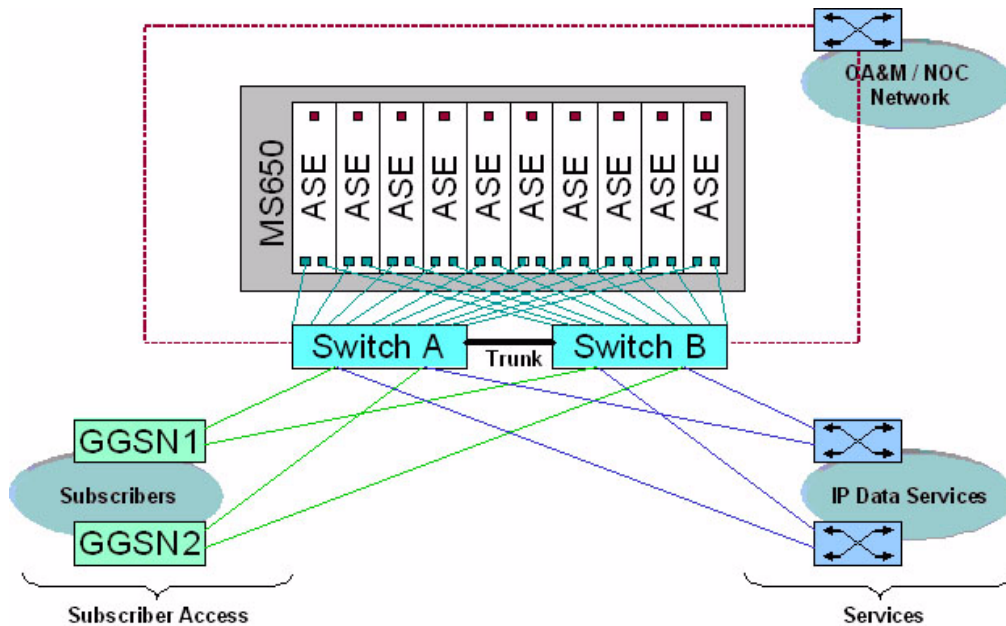 OA&M / NOC
Network
MS650
ASE
ASE
ASE
ASE
ASE
ASE
ASE
ASE
ASE
ASE
Switch A
Trunk
Switch B
GGSN1
Subscribers
GGSN2
IP Data Services
Subscriber Access
Services